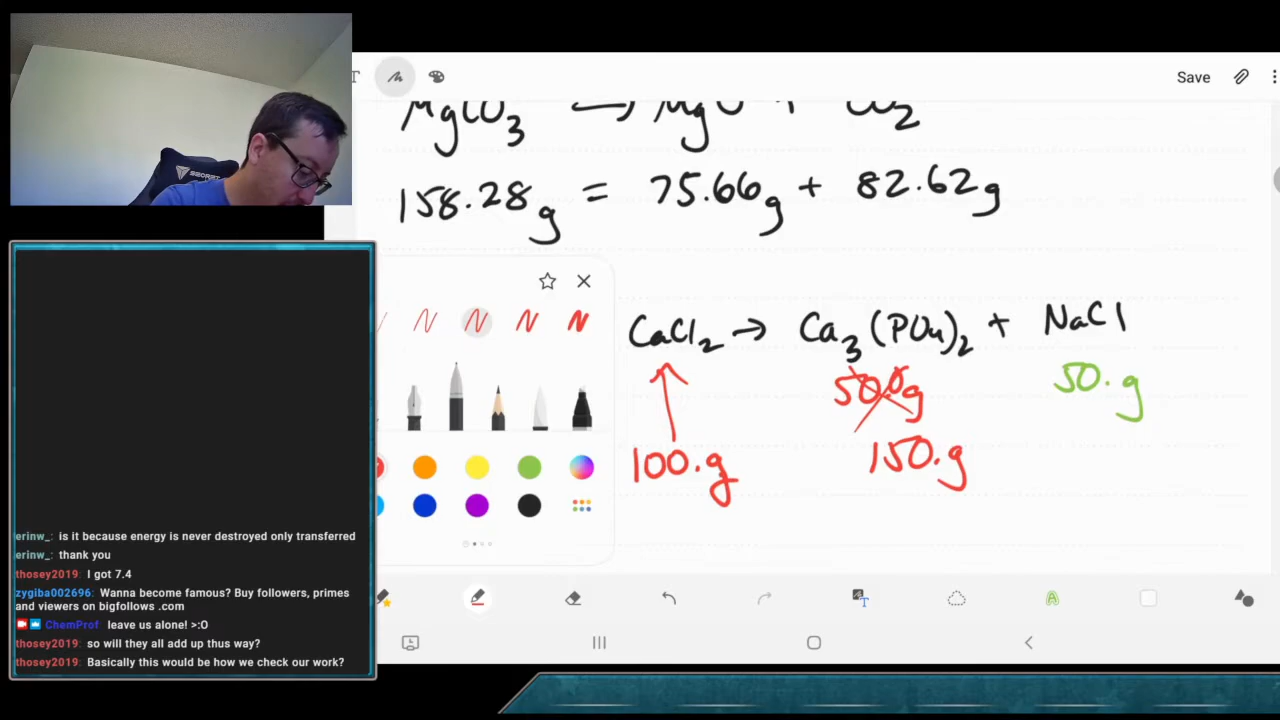 T
Save
MgCO3 → MgO + CO2
158.28g = 75.66g + 82.62g
CaCl2 → Ca3(PO4)2 + NaCl
50.0g
50. g
100. g
150. g
erinw_: is it because energy is never destroyed only transferred
erinw_: thank you
thosey2019: I got 7.4
zygiba002696: Wanna become famous? Buy followers, primes
and viewers on bigfollows .com
ChemProf: leave us alone! >:O
thosey2019: so will they all add up thus way?
thosey2019: Basically this would be how we check our work?